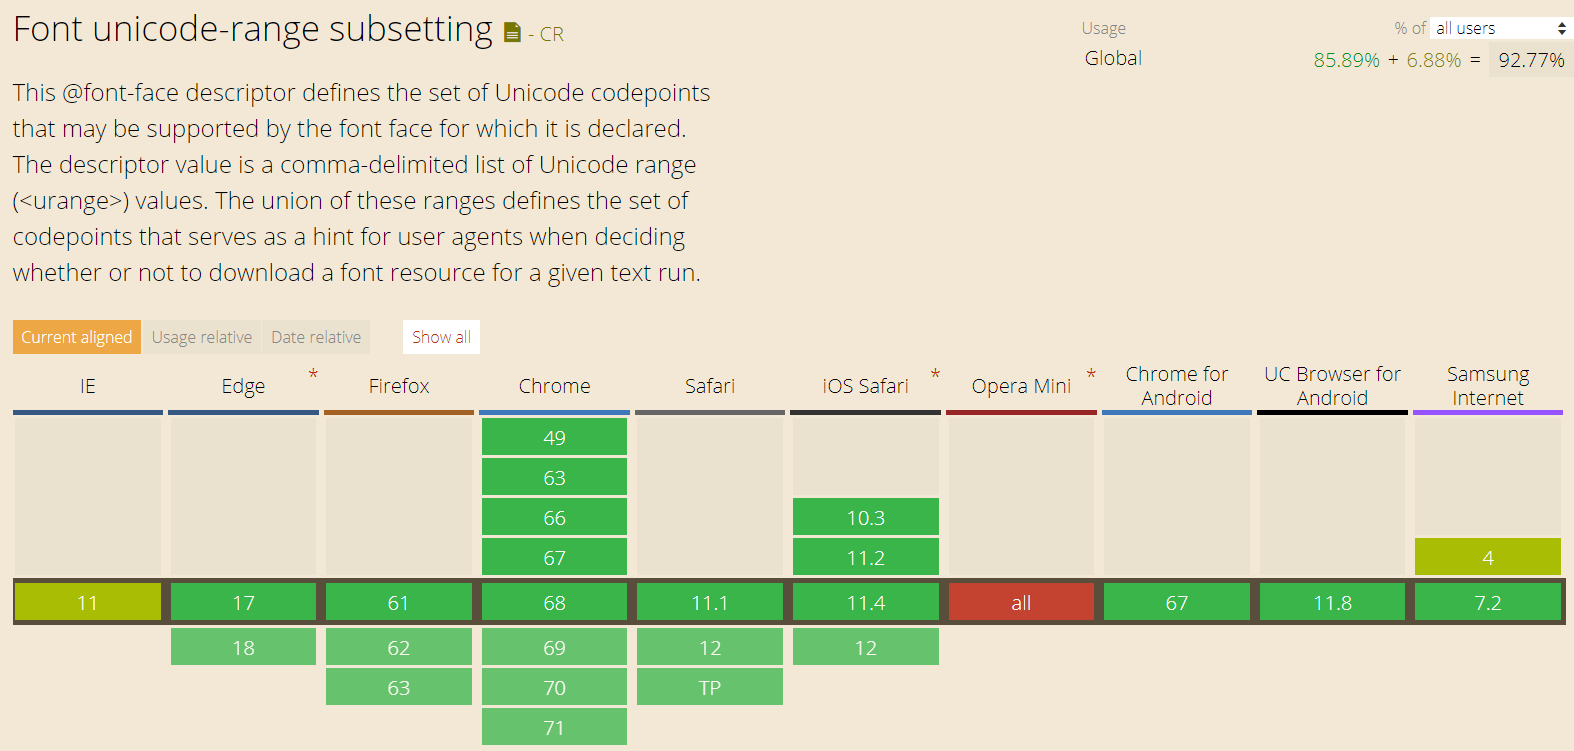 Font unicode-range subsetting - CR
Usage % of all users
Global 85.89% + 6.88% = 92.77%
This @font-face descriptor defines the set of Unicode codepoints
that may be supported by the font face for which it is declared.
The descriptor value is a comma-delimited list of Unicode range
(<urange>) values. The union of these ranges defines the set of
codepoints that serves as a hint for user agents when deciding
whether or not to download a font resource for a given text run.
Current aligned Usage relative Date relative Show all
IE Edge * Firefox Chrome Safari iOS Safari * Opera Mini * Chrome for Android UC Browser for Android Samsung Internet
49
63
66 10.3
67 11.2 4
11 17 61 68 11.1 11.4 all 67 11.8 7.2
18 62 69 12 12
63 70 TP
71